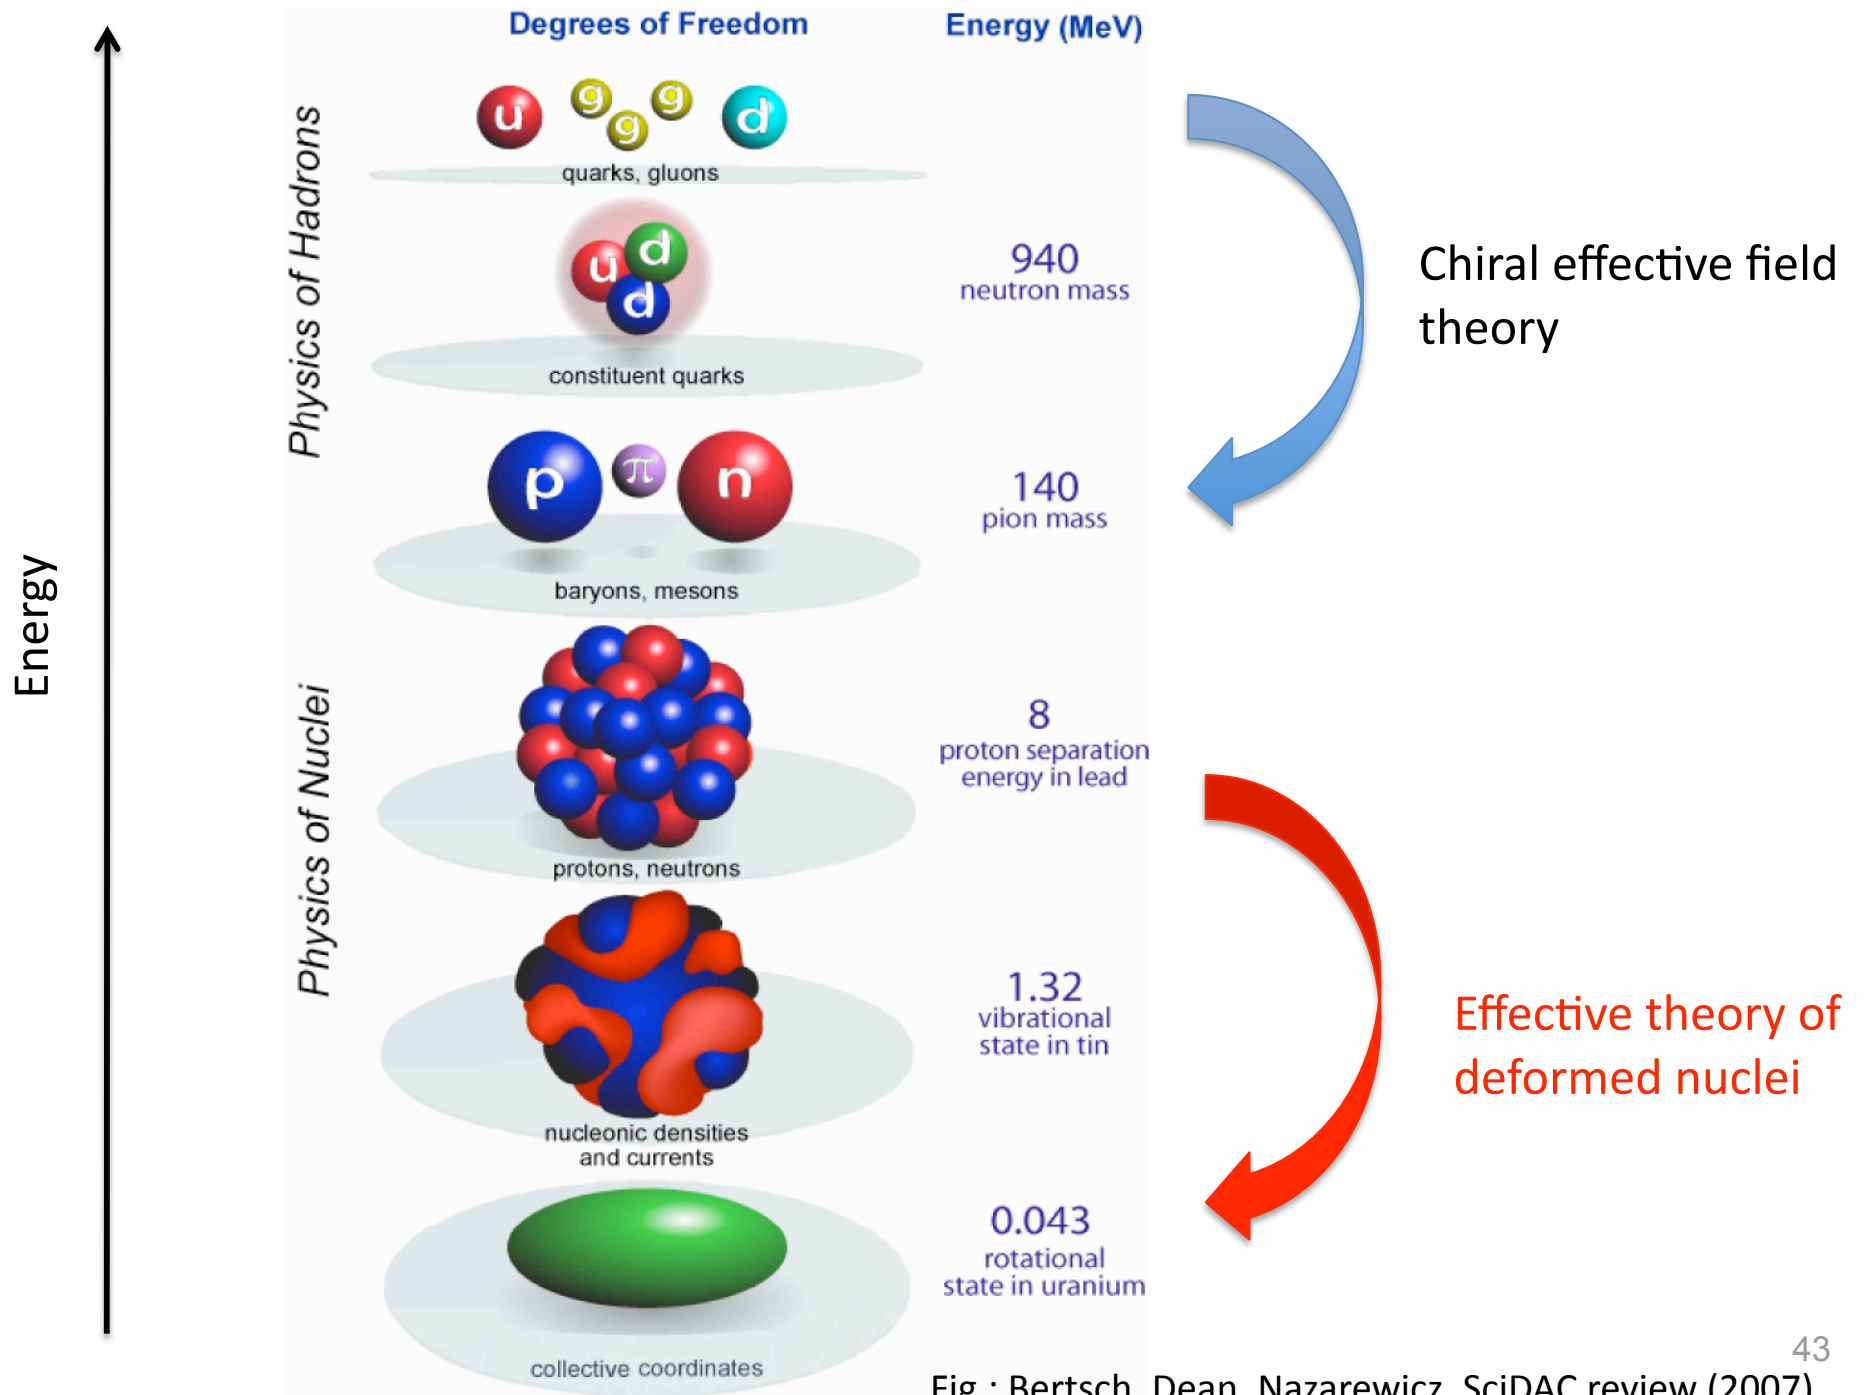 Degrees of Freedom
Energy (MeV)
Energy
Physics of Hadrons
u
g
g
g
d
quarks, gluons
u
d
d
constituent quarks
940
neutron mass
Chiral effective field
theory
p
π
n
baryons, mesons
140
pion mass
Physics of Nuclei
protons, neutrons
8
proton separation
energy in lead
nucleonic densities
and currents
1.32
vibrational
state in tin
Effective theory of
deformed nuclei
collective coordinates
0.043
rotational
state in uranium
43
Fig.: Bertsch, Dean, Nazarewicz, SciDAC review (2007)